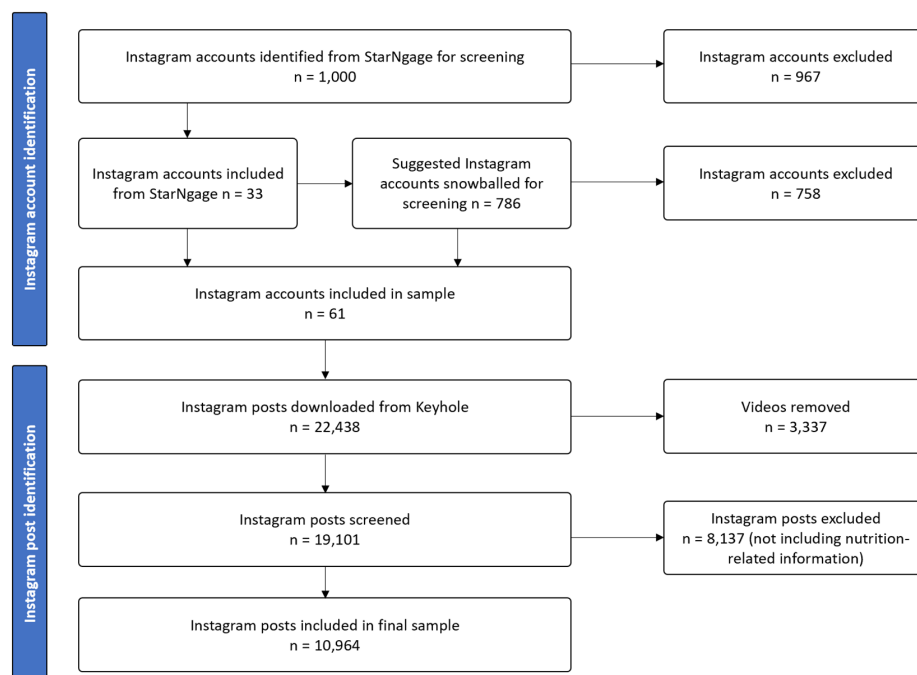 Instagram account identification
Instagram accounts identified from StarNgage for screening
n = 1,000
Instagram accounts excluded
n = 967
Instagram accounts included
from StarNgage n = 33
Suggested Instagram
accounts snowballed for
screening n = 786
Instagram accounts excluded
n = 758
Instagram accounts included in sample
n = 61
Instagram post identification
Instagram posts downloaded from Keyhole
n = 22,438
Videos removed
n = 3,337
Instagram posts screened
n = 19,101
Instagram posts excluded
n = 8,137 (not including nutrition-
related information)
Instagram posts included in final sample
n = 10,964